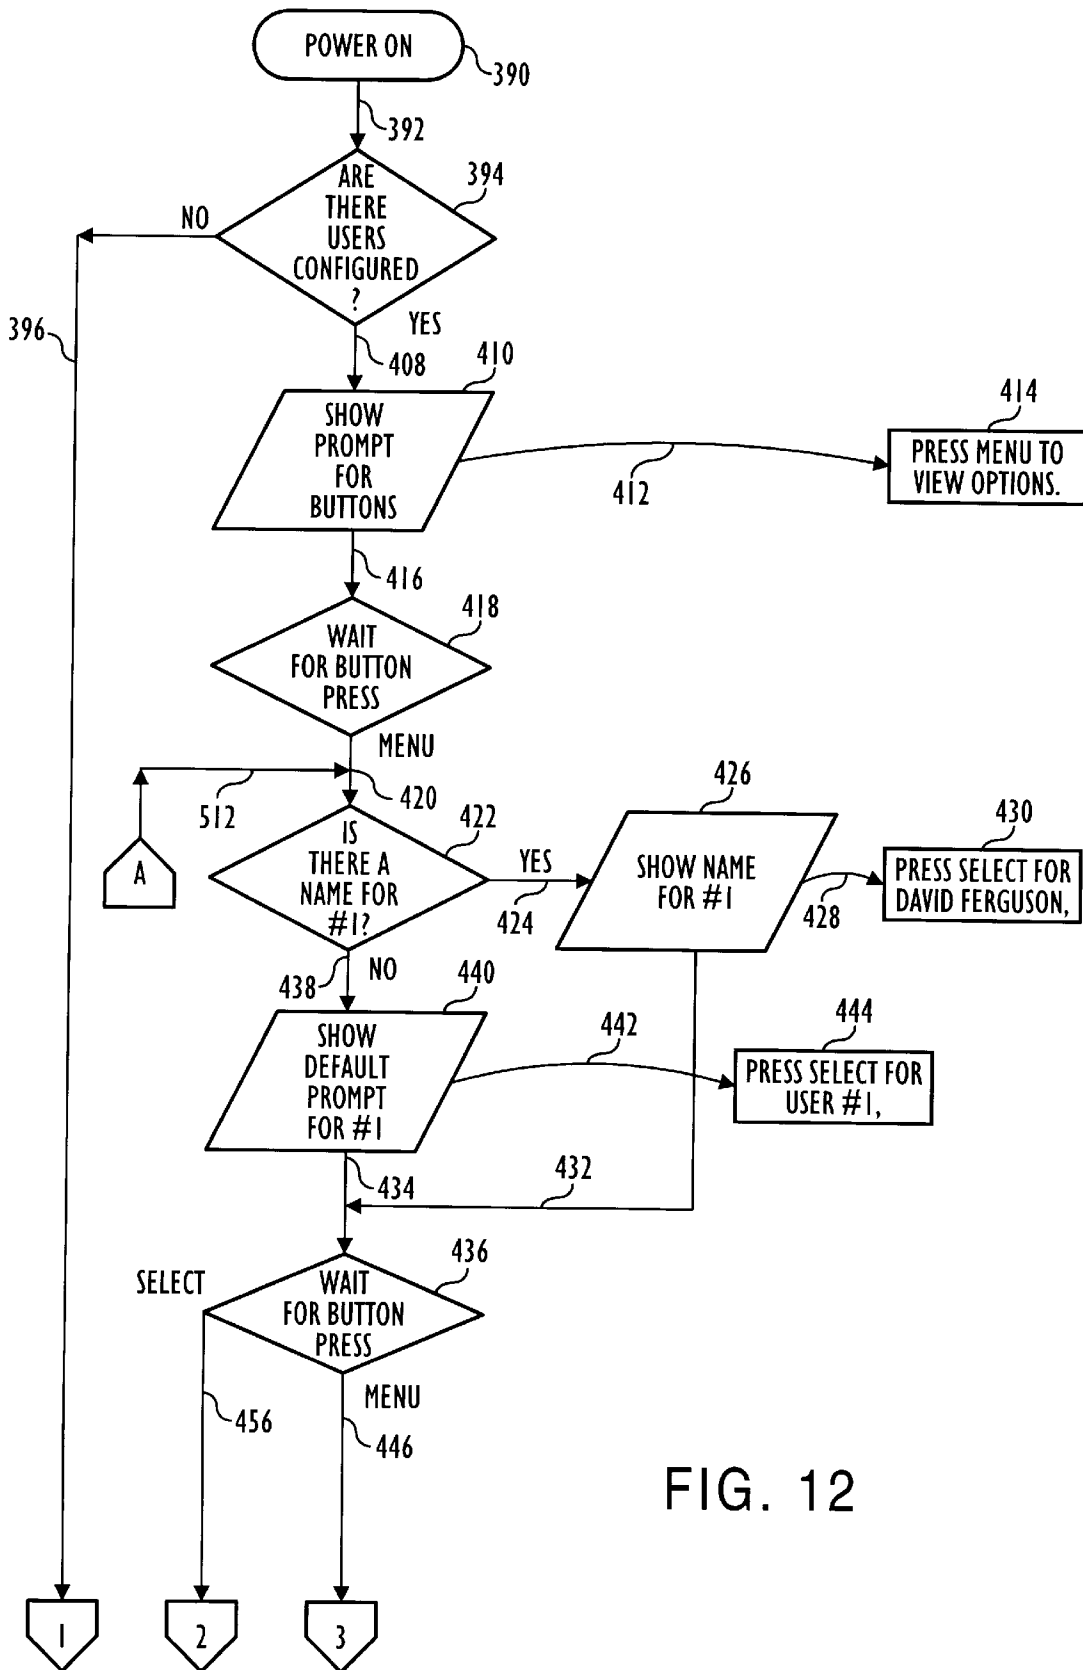 POWER ON
390
392
ARE
THERE
USERS
CONFIGURED
?
394
NO
396
YES
408
410
SHOW
PROMPT
FOR
BUTTONS
412
414
PRESS MENU TO
VIEW OPTIONS.
416
418
WAIT
FOR BUTTON
PRESS
MENU
420
512
A
IS
THERE A
NAME FOR
#1?
422
YES
424
426
SHOW NAME
FOR #1
428
430
PRESS SELECT FOR
DAVID FERGUSON,
438
NO
440
SHOW
DEFAULT
PROMPT
FOR #1
442
444
PRESS SELECT FOR
USER #1,
434
432
436
SELECT
WAIT
FOR BUTTON
PRESS
MENU
456
446
FIG. 12
1
2
3